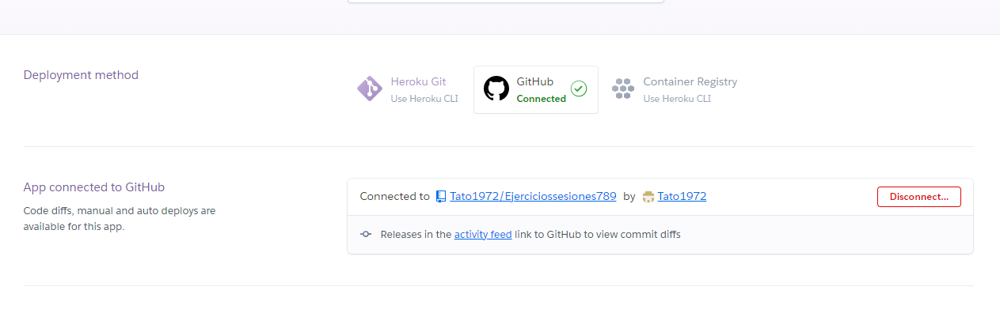 Deployment method
Heroku Git
Use Heroku CLI
GitHub
Connected
Container Registry
Use Heroku CLI
App connected to GitHub
Code diffs, manual and auto deploys are
available for this app.
Connected to Tato1972/Ejerciciossesiones789 by Tato1972
Disconnect...
Releases in the activity feed link to GitHub to view commit diffs